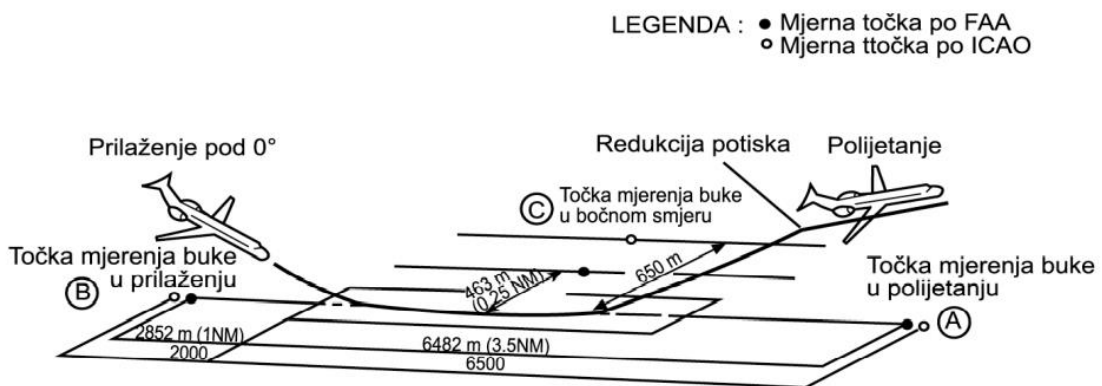 LEGENDA : ● Mjerna točka po FAA
○ Mjerna ttočka po ICAO
Prilaženje pod 0°
Redukcija potiska
Polijetanje
C
Točka mjerenja buke
u bočnom smjeru
Točka mjerenja buke
u prilaženju
B
463 m
(0.25 NM)
650 m
Točka mjerenja buke
u polijetanju
A
2852 m (1NM)
2000
6482 m (3.5NM)
6500